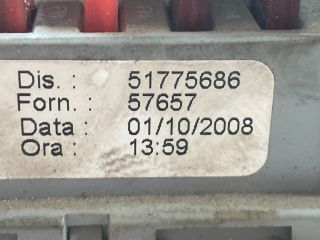 Dis. : 51775686
Forn. : 57657
Data : 01/10/2008
Ora : 13:59